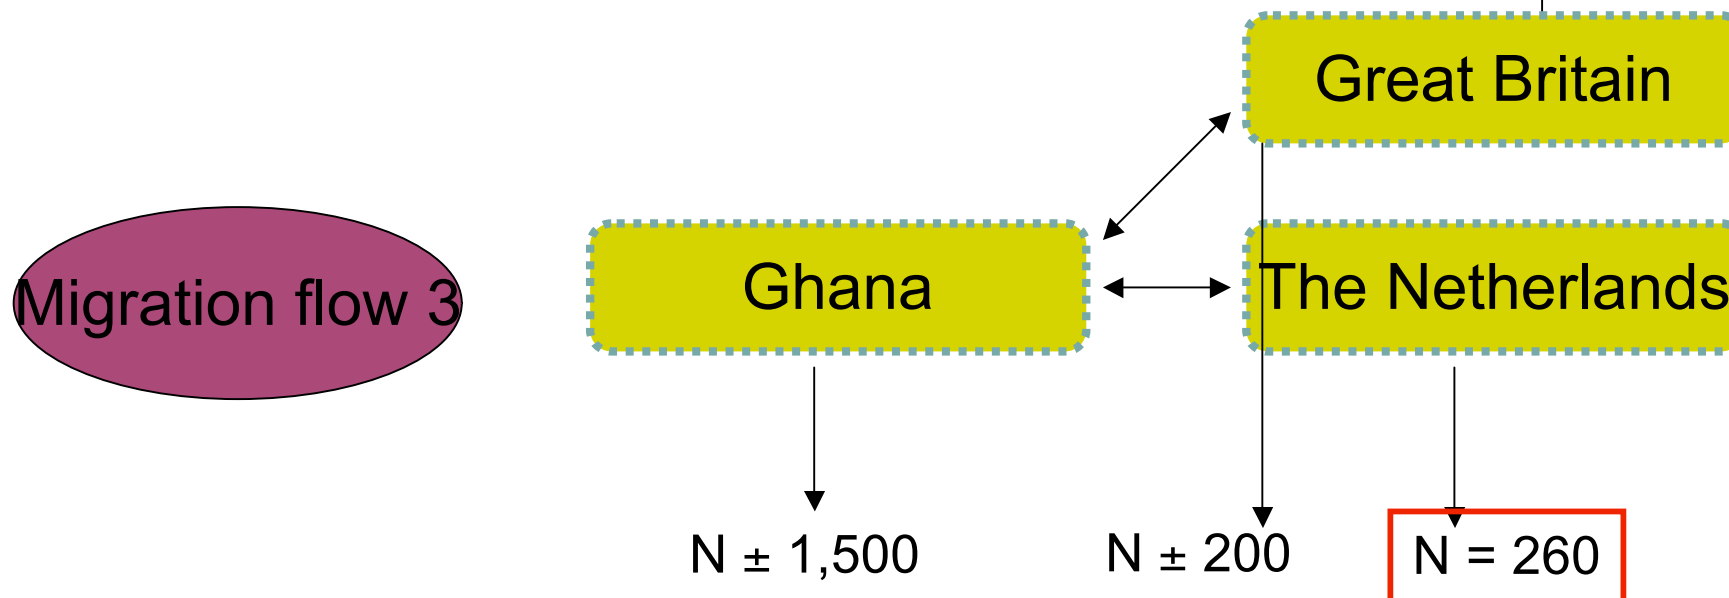 Great Britain
Migration flow 3
Ghana
The Netherlands
N ± 1,500
N ± 200
N = 260